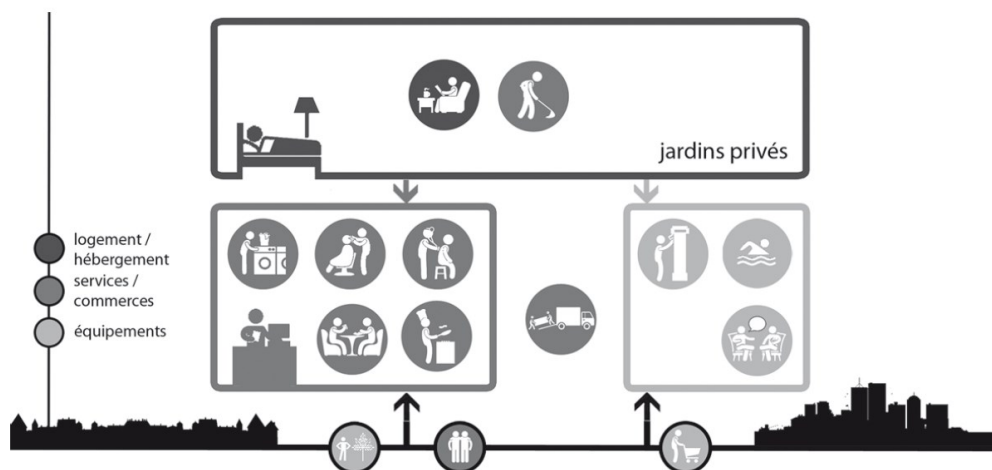 jardins privés
logement /
hébergement
services /
commerces
équipements